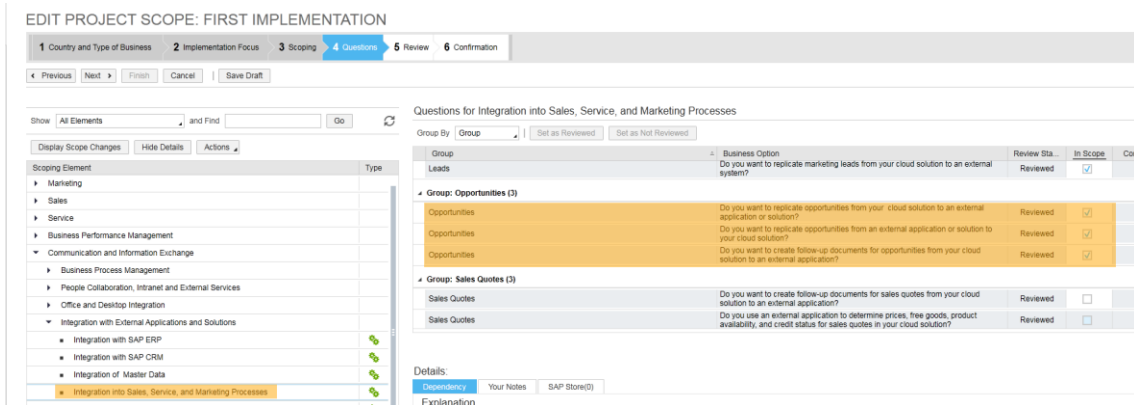 EDIT PROJECT SCOPE: FIRST IMPLEMENTATION
1 Country and Type of Business 2 Implementation Focus 3 Scoping 4 Questions 5 Review 6 Confirmation
Previous Next Finish Cancel | Save Draft
Show All Elements and Find Go
Display Scope Changes Hide Details Actions
Scoping Element Type
Marketing
Sales
Service
Business Performance Management
Communication and Information Exchange
Business Process Management
People Collaboration, Intranet and External Services
Office and Desktop Integration
Integration with External Applications and Solutions
Integration with SAP ERP
Integration with SAP CRM
Integration of Master Data
Integration into Sales, Service, and Marketing Processes
Questions for Integration into Sales, Service, and Marketing Processes
Group By Group | Set as Reviewed Set as Not Reviewed
Group Business Option Review Sta... In Scope Con
Leads Do you want to replicate marketing leads from your cloud solution to an external
system? Reviewed
Group: Opportunities (3)
Opportunities Do you want to replicate opportunities from your cloud solution to an external
application or solution? Reviewed
Opportunities Do you want to replicate opportunities from an external application or solution to
your cloud solution? Reviewed
Opportunities Do you want to create follow-up documents for opportunities from your cloud
solution to an external application? Reviewed
Group: Sales Quotes (3)
Sales Quotes Do you want to create follow-up documents for sales quotes from your cloud
solution to an external application? Reviewed
Sales Quotes Do you use an external application to determine prices, free goods, product
availability, and credit status for sales quotes in your cloud solution? Reviewed
Details:
Dependency Your Notes SAP Store(0)
Explanation